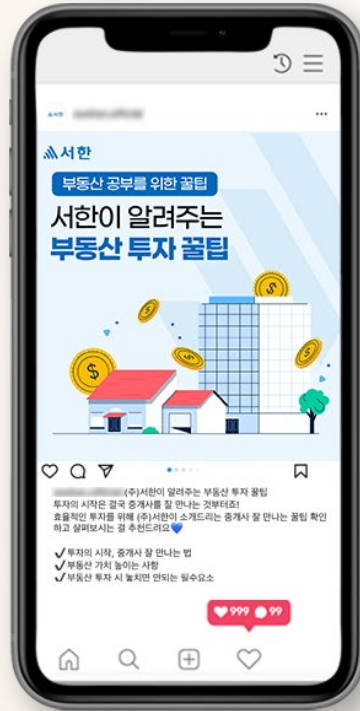 서한
부동산 공부를 위한 꿀팁
서한이 알려주는
부동산 투자 꿀팁
(주)서한이 알려주는 부동산 투자 꿀팁
투자의 시작은 결국 중개사를 잘 만나는 것부터죠!
효율적인 투자를 위해 (주)서한이 소개드리는 중개사 잘 만나는 꿀팁 확인
하고 살펴보시는 걸 추천드려요💙
✓투자의 시작, 중개사 잘 만나는 법
✓부동산 가치 높이는 사항
✓부동산 투자 시 놓치면 안되는 필수요소
999 99